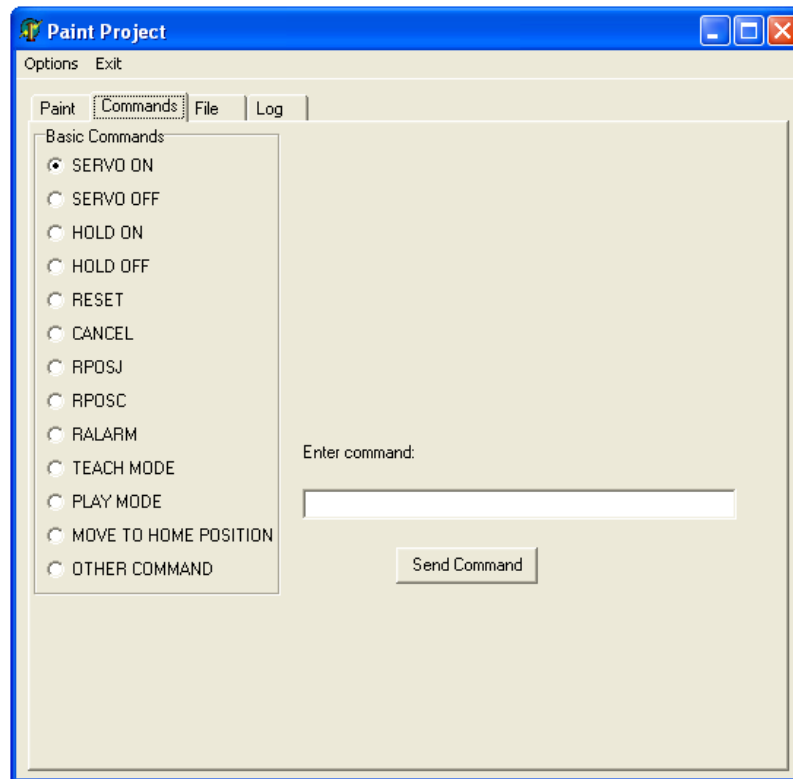 Paint Project
Options Exit
Paint Commands File Log
Basic Commands
SERVO ON
SERVO OFF
HOLD ON
HOLD OFF
RESET
CANCEL
RPOSJ
RPOSC
RALARM
TEACH MODE
PLAY MODE
MOVE TO HOME POSITION
OTHER COMMAND
Enter command:
Send Command